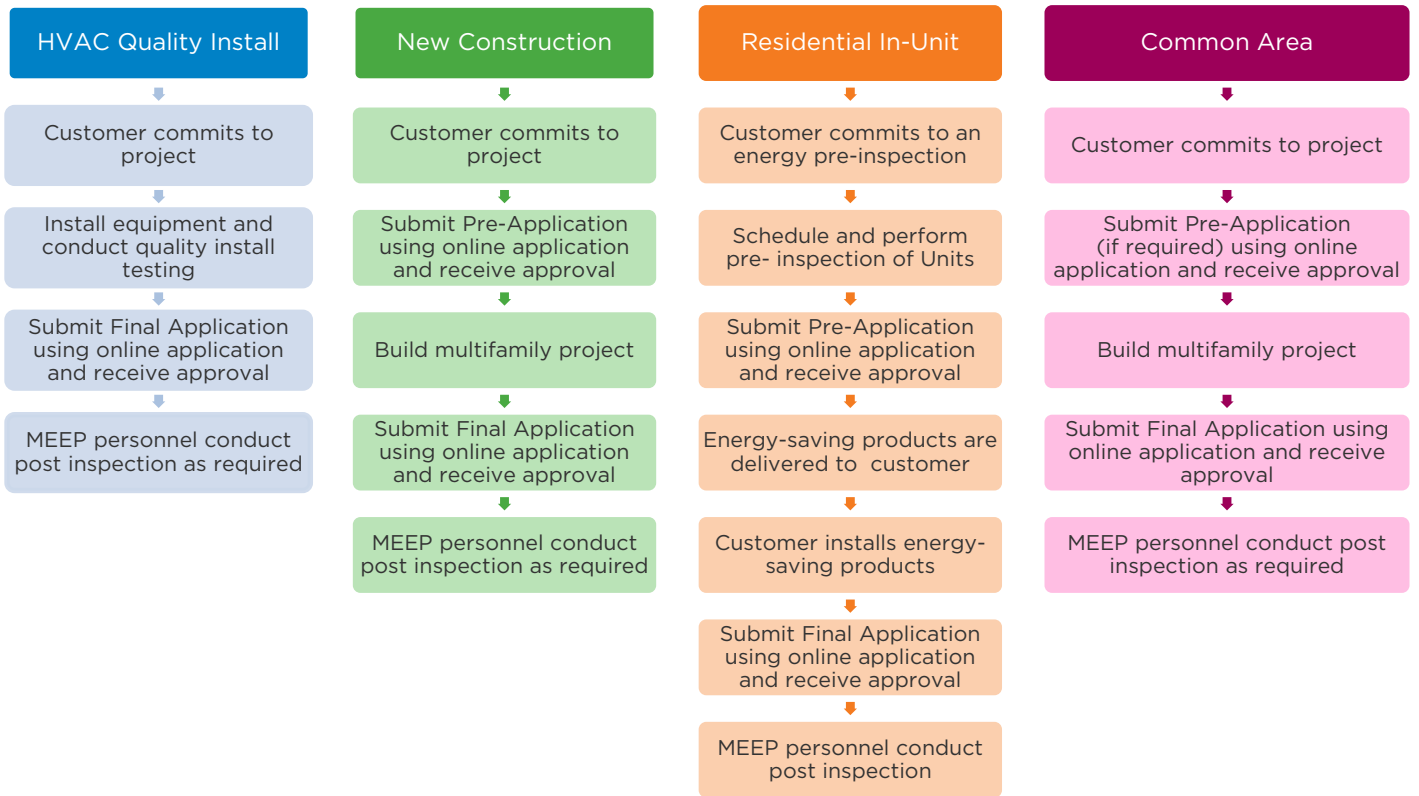 HVAC Quality Install
Customer commits to
project
Install equipment and
conduct quality install
testing
Submit Final Application
using online application
and receive approval
MEEP personnel conduct
post inspection as required
New Construction
Customer commits to
project
Submit Pre-Application
using online application
and receive approval
Build multifamily project
Submit Final Application
using online application
and receive approval
MEEP personnel conduct
post inspection as required
Residential In-Unit
Customer commits to an
energy pre-inspection
Schedule and perform
pre- inspection of Units
Submit Pre-Application
using online application
and receive approval
Energy-saving products are
delivered to customer
Customer installs energy-
saving products
Submit Final Application
using online application
and receive approval
MEEP personnel conduct
post inspection
Common Area
Customer commits to project
Submit Pre-Application
(if required) using online
application and receive approval
Build multifamily project
Submit Final Application using
online application and receive
approval
MEEP personnel conduct post
inspection as required